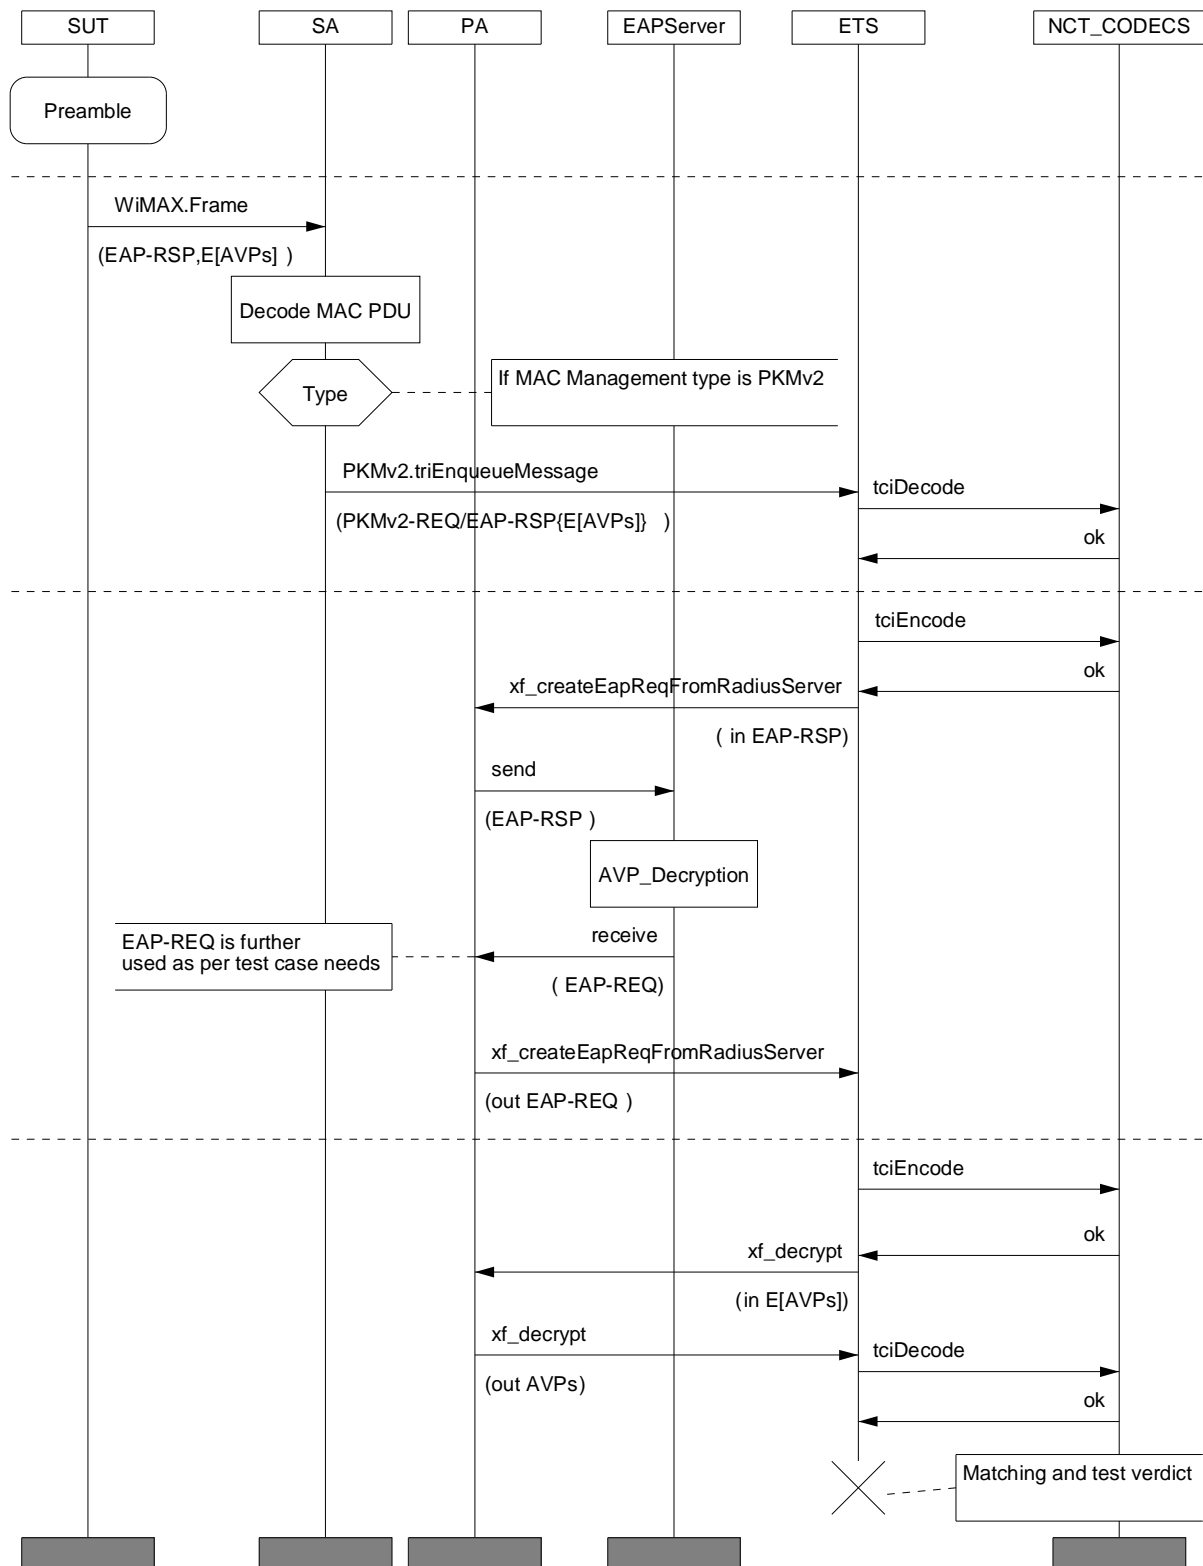 SUT
SA
PA
EAPServer
ETS
NCT_CODECS
Preamble
WiMAX.Frame
(EAP-RSP,E[AVPs] )
Decode MAC PDU
Type
If MAC Management type is PKMv2
PKMv2.triEnqueueMessage
(PKMv2-REQ/EAP-RSP{E[AVPs]} )
tciDecode
ok
tciEncode
ok
xf_createEapReqFromRadiusServer
( in EAP-RSP)
send
(EAP-RSP )
AVP_Decryption
EAP-REQ is further
used as per test case needs
receive
( EAP-REQ)
xf_createEapReqFromRadiusServer
(out EAP-REQ )
tciEncode
ok
xf_decrypt
(in E[AVPs])
xf_decrypt
(out AVPs)
tciDecode
ok
Matching and test verdict